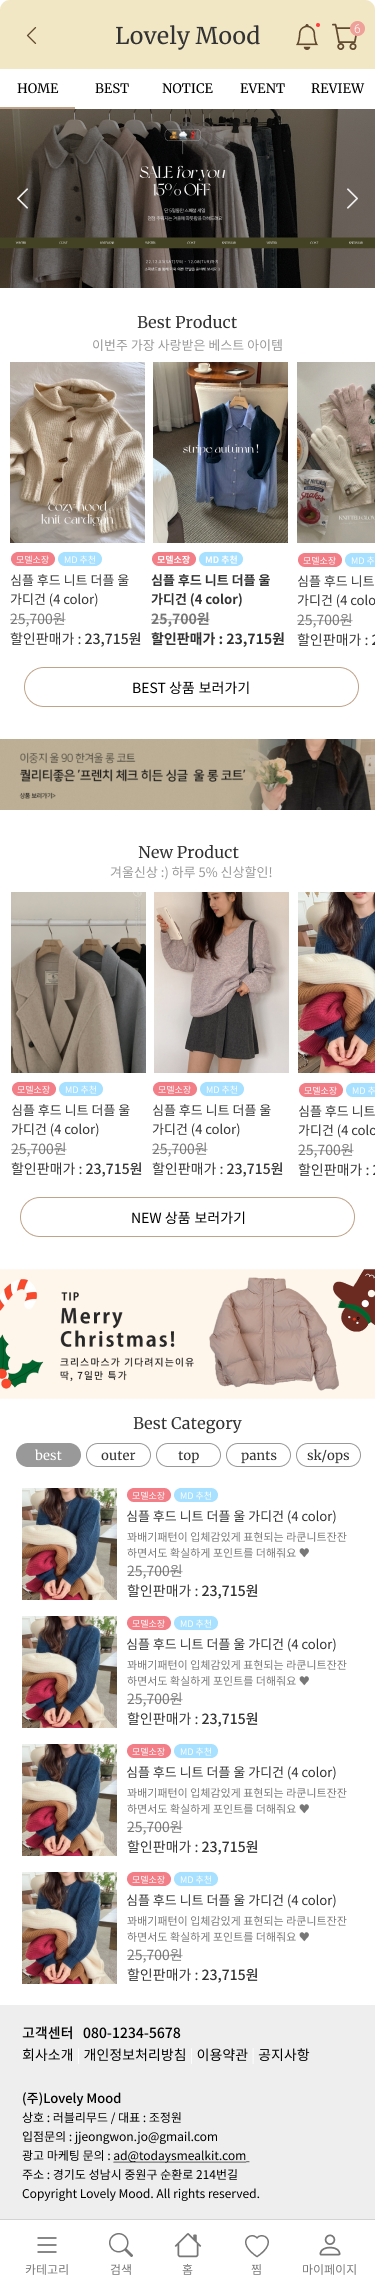 Lovely Mood
6
HOME BEST NOTICE EVENT REVIEW
SALE for you
15% OFF
Best Product
이번주 가장 사랑받은 베스트 아이템
cozy hood
knit cardigan
stripe autumn !
모델소장 MD 추천
심플 후드 니트 더플 울
가디건 (4 color)
25,700원
할인판매가 : 23,715원
모델소장 MD 추천
심플 후드 니트 더플 울
가디건 (4 color)
25,700원
할인판매가 : 23,715원
모델소장 MD 추
심플 후드 니트
가디건 (4 colo
25,700원
할인판매가 : 2
BEST 상품 보러가기
이중지 울 90 한겨울 롱 코트
퀄리티좋은 '프렌치 체크 히든 싱글 울 롱 코트'
상품 보러가기>
New Product
겨울신상 :) 하루 5% 신상할인!
모델소장 MD 추천
심플 후드 니트 더플 울
가디건 (4 color)
25,700원
할인판매가 : 23,715원
모델소장 MD 추천
심플 후드 니트 더플 울
가디건 (4 color)
25,700원
할인판매가 : 23,715원
모델소장 MD 추
심플 후드 니트
가디건 (4 colo
25,700원
할인판매가 : 2
NEW 상품 보러가기
TIP
Merry
Christmas!
크리스마스가 기다려지는이유
딱, 7일만 특가
Best Category
best outer top pants sk/ops
모델소장 MD 추천
심플 후드 니트 더플 울 가디건 (4 color)
꽈배기패턴이 입체감있게 표현되는 라쿤니트잔잔
하면서도 확실하게 포인트를 더해줘요 ♥
25,700원
할인판매가 : 23,715원
모델소장 MD 추천
심플 후드 니트 더플 울 가디건 (4 color)
꽈배기패턴이 입체감있게 표현되는 라쿤니트잔잔
하면서도 확실하게 포인트를 더해줘요 ♥
25,700원
할인판매가 : 23,715원
모델소장 MD 추천
심플 후드 니트 더플 울 가디건 (4 color)
꽈배기패턴이 입체감있게 표현되는 라쿤니트잔잔
하면서도 확실하게 포인트를 더해줘요 ♥
25,700원
할인판매가 : 23,715원
모델소장 MD 추천
심플 후드 니트 더플 울 가디건 (4 color)
꽈배기패턴이 입체감있게 표현되는 라쿤니트잔잔
하면서도 확실하게 포인트를 더해줘요 ♥
25,700원
할인판매가 : 23,715원
고객센터 080-1234-5678
회사소개 개인정보처리방침 이용약관 공지사항
(주)Lovely Mood
상호 : 러블리무드 / 대표 : 조정원
입점문의 : jjeongwon.jo@gmail.com
광고 마케팅 문의 : ad@todaysmealkit.com
주소 : 경기도 성남시 중원구 순환로 214번길
Copyright Lovely Mood. All rights reserved.
카테고리 검색 홈 찜 마이페이지